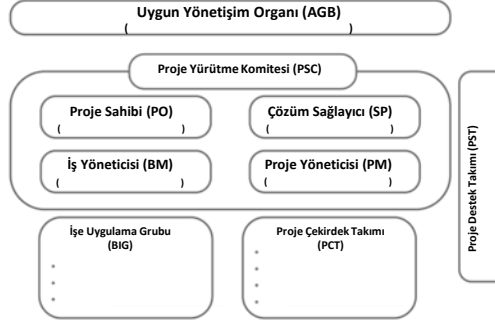 Uygun Yönetişim Organı (AGB)
( )
Proje Yürütme Komitesi (PSC)
Proje Sahibi (PO)
( )
Çözüm Sağlayıcı (SP)
( )
İş Yöneticisi (BM)
( )
Proje Yöneticisi (PM)
( )
Proje Destek Takımı (PST)
İşe Uygulama Grubu
(BIG)
•
•
•
Proje Çekirdek Takımı
(PCT)
•
•
•
•